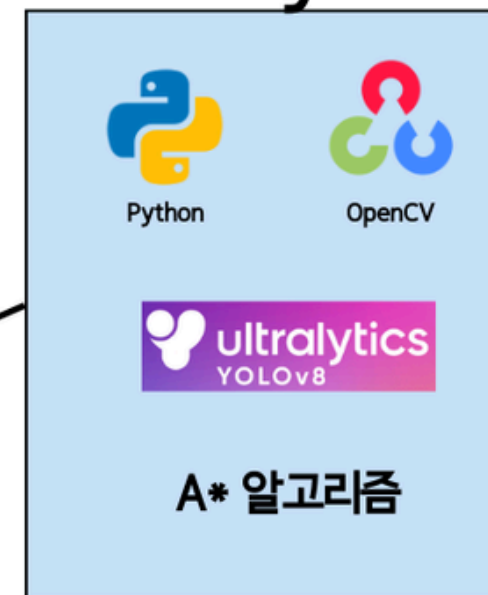 Python
OpenCV
ultralytics
YOLOv8
A* 알고리즘